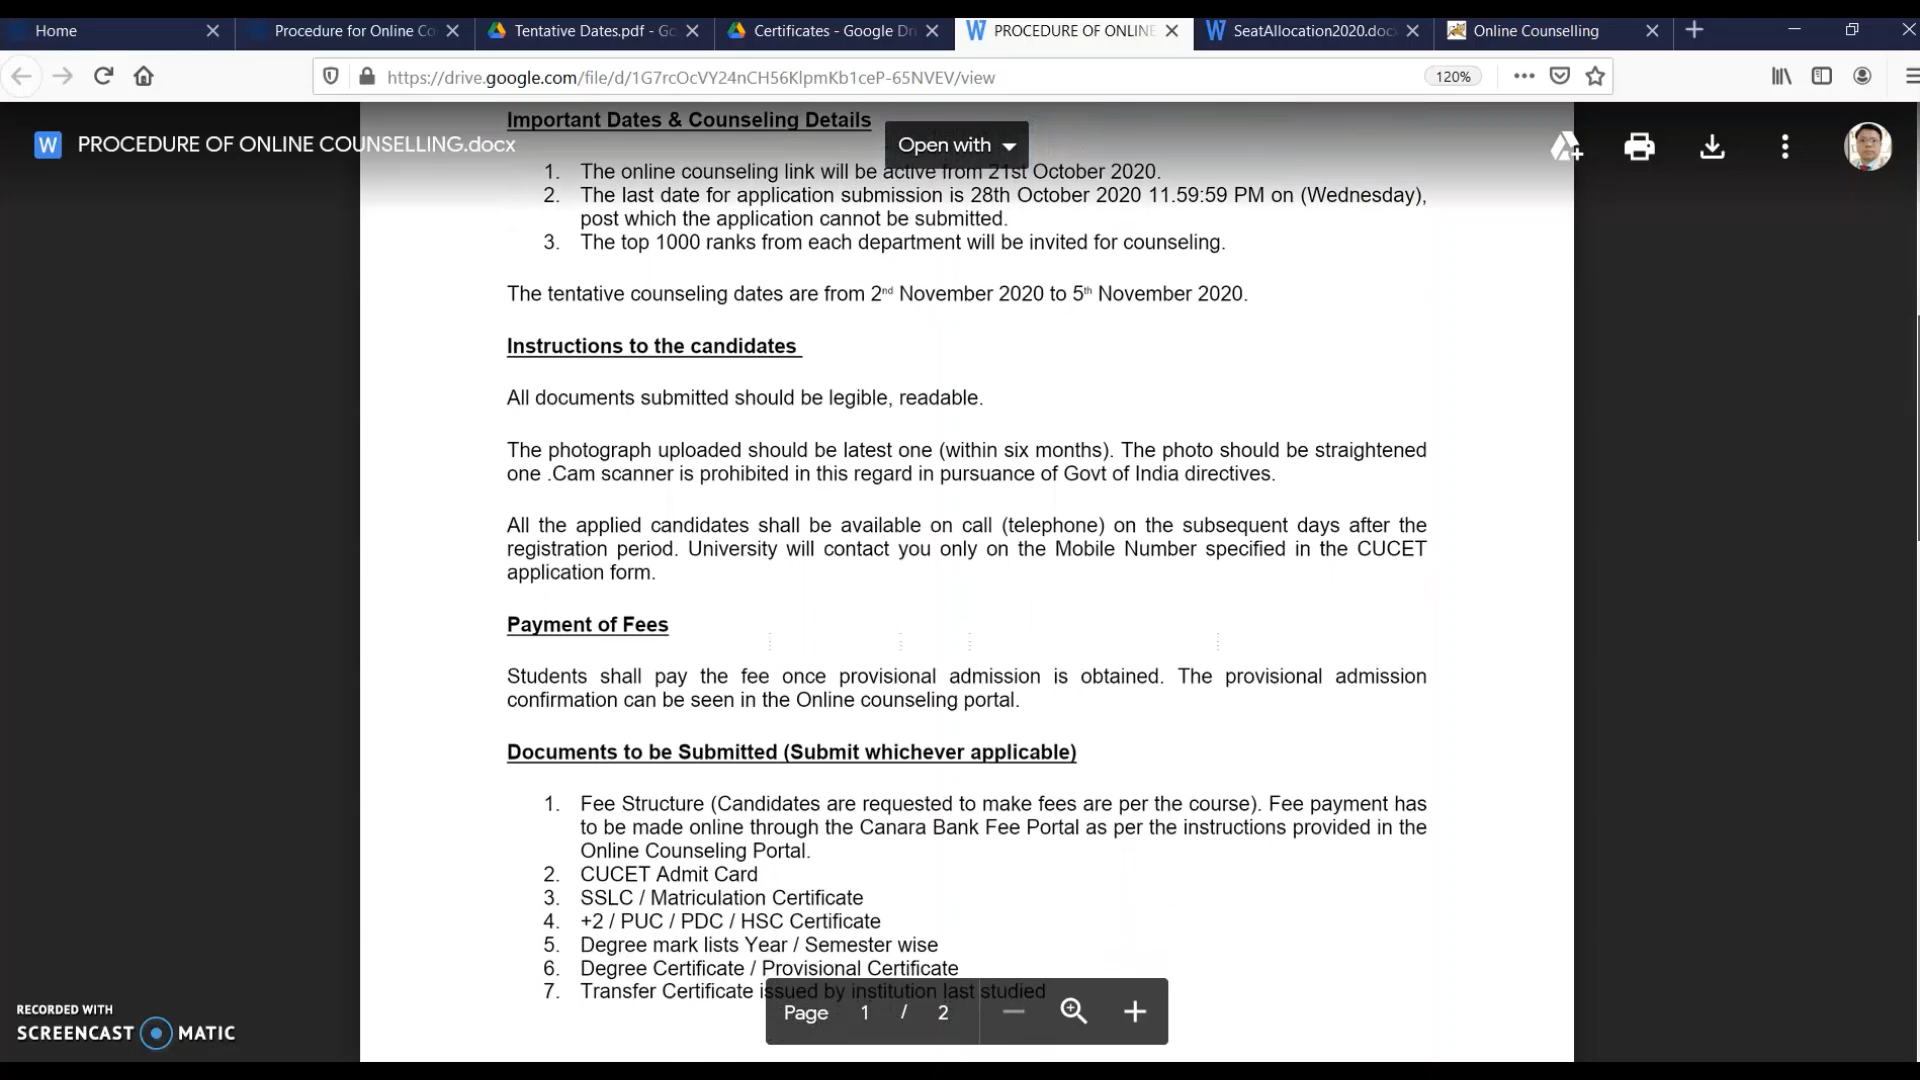 Home
Procedure for Online Co
Tentative Dates.pdf - Go
Certificates - Google Dri
PROCEDURE OF ONLINE
SeatAllocation2020.doc
Online Counselling
https://drive.google.com/file/d/1G7rcOcVY24nCH56KlpmKb1ceP-65NVEV/view
120%
Important Dates & Counseling Details
W PROCEDURE OF ONLINE COUNSELLING.docx
Open with
1. The online counseling link will be active from 21st October 2020.
2. The last date for application submission is 28th October 2020 11.59:59 PM on (Wednesday),
post which the application cannot be submitted.
3. The top 1000 ranks from each department will be invited for counseling.
The tentative counseling dates are from 2nd November 2020 to 5th November 2020.
Instructions to the candidates
All documents submitted should be legible, readable.
The photograph uploaded should be latest one (within six months). The photo should be straightened
one .Cam scanner is prohibited in this regard in pursuance of Govt of India directives.
All the applied candidates shall be available on call (telephone) on the subsequent days after the
registration period. University will contact you only on the Mobile Number specified in the CUCET
application form.
Payment of Fees
Students shall pay the fee once provisional admission is obtained. The provisional admission
confirmation can be seen in the Online counseling portal.
Documents to be Submitted (Submit whichever applicable)
1. Fee Structure (Candidates are requested to make fees are per the course). Fee payment has
to be made online through the Canara Bank Fee Portal as per the instructions provided in the
Online Counseling Portal.
2. CUCET Admit Card
3. SSLC / Matriculation Certificate
4. +2 / PUC / PDC / HSC Certificate
5. Degree mark lists Year / Semester wise
6. Degree Certificate / Provisional Certificate
7. Transfer Certificate issued by institution last studied
Page 1 / 2
RECORDED WITH
SCREENCAST MATIC